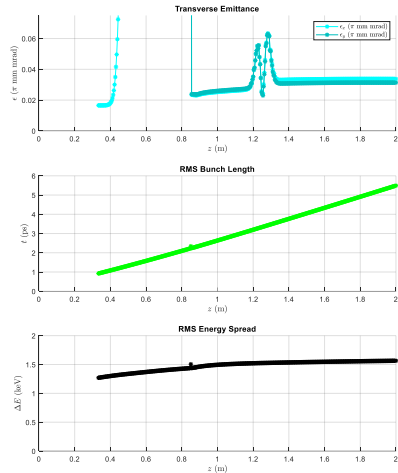 Transverse Emittance
ϵ (π mm mrad)
0.06
0.04
0.02
0
ϵx (π mm mrad)
ϵy (π mm mrad)
0 0.2 0.4 0.6 0.8 1 1.2 1.4 1.6 1.8 2
z (m)
RMS Bunch Length
t (ps)
6
5
4
3
2
1
0
0 0.2 0.4 0.6 0.8 1 1.2 1.4 1.6 1.8 2
z (m)
RMS Energy Spread
ΔE (keV)
2
1.5
1
0.5
0
0 0.2 0.4 0.6 0.8 1 1.2 1.4 1.6 1.8 2
z (m)